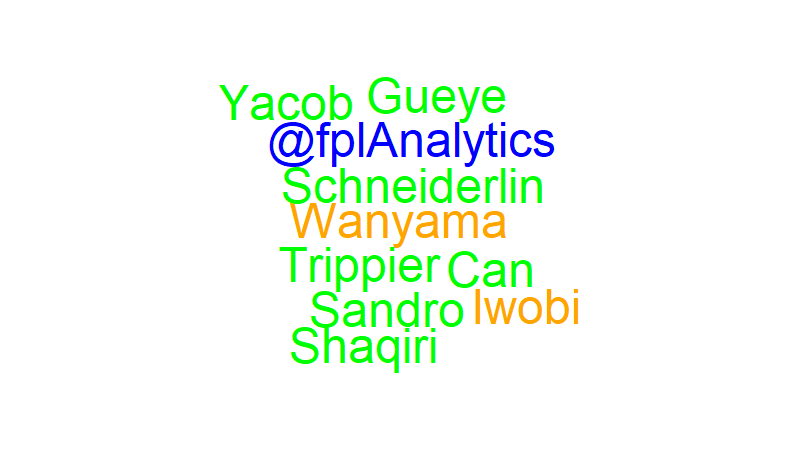 Yacob Gueye
@fplAnalytics
Schneiderlin
Wanyama
Trippier Can
Sandro Iwobi
Shaqiri